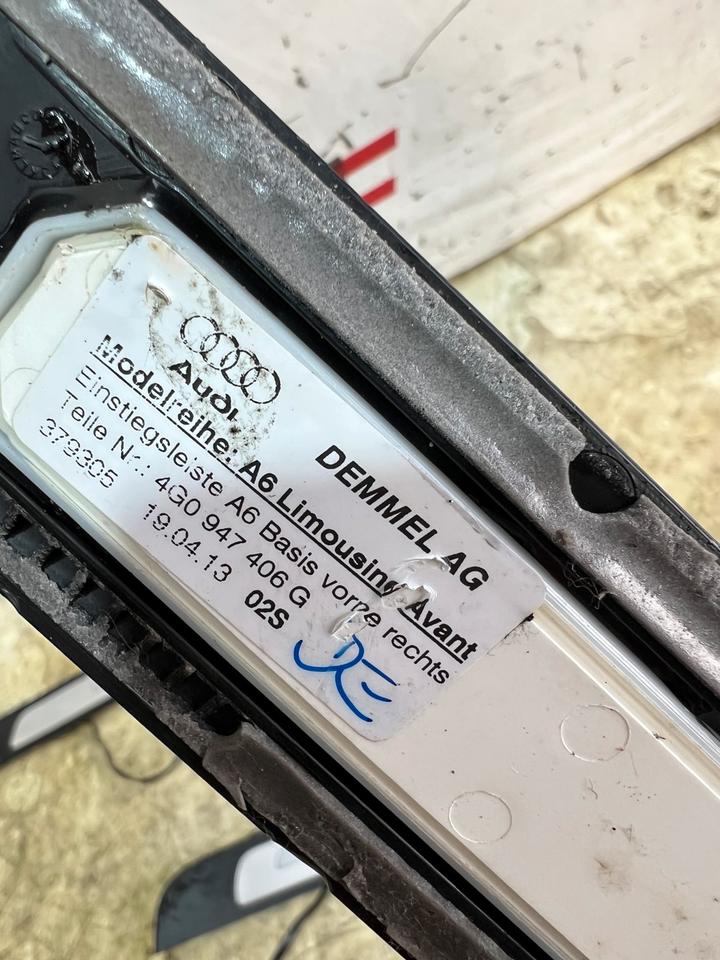 Audi
DEMMEL AG
Modelreihe: A6 Limousine/Avant
Einstiegsleiste A6 Basis vorne rechts
Teile Nr.: 4G0 947 406 G
379305 19.04.13 02S